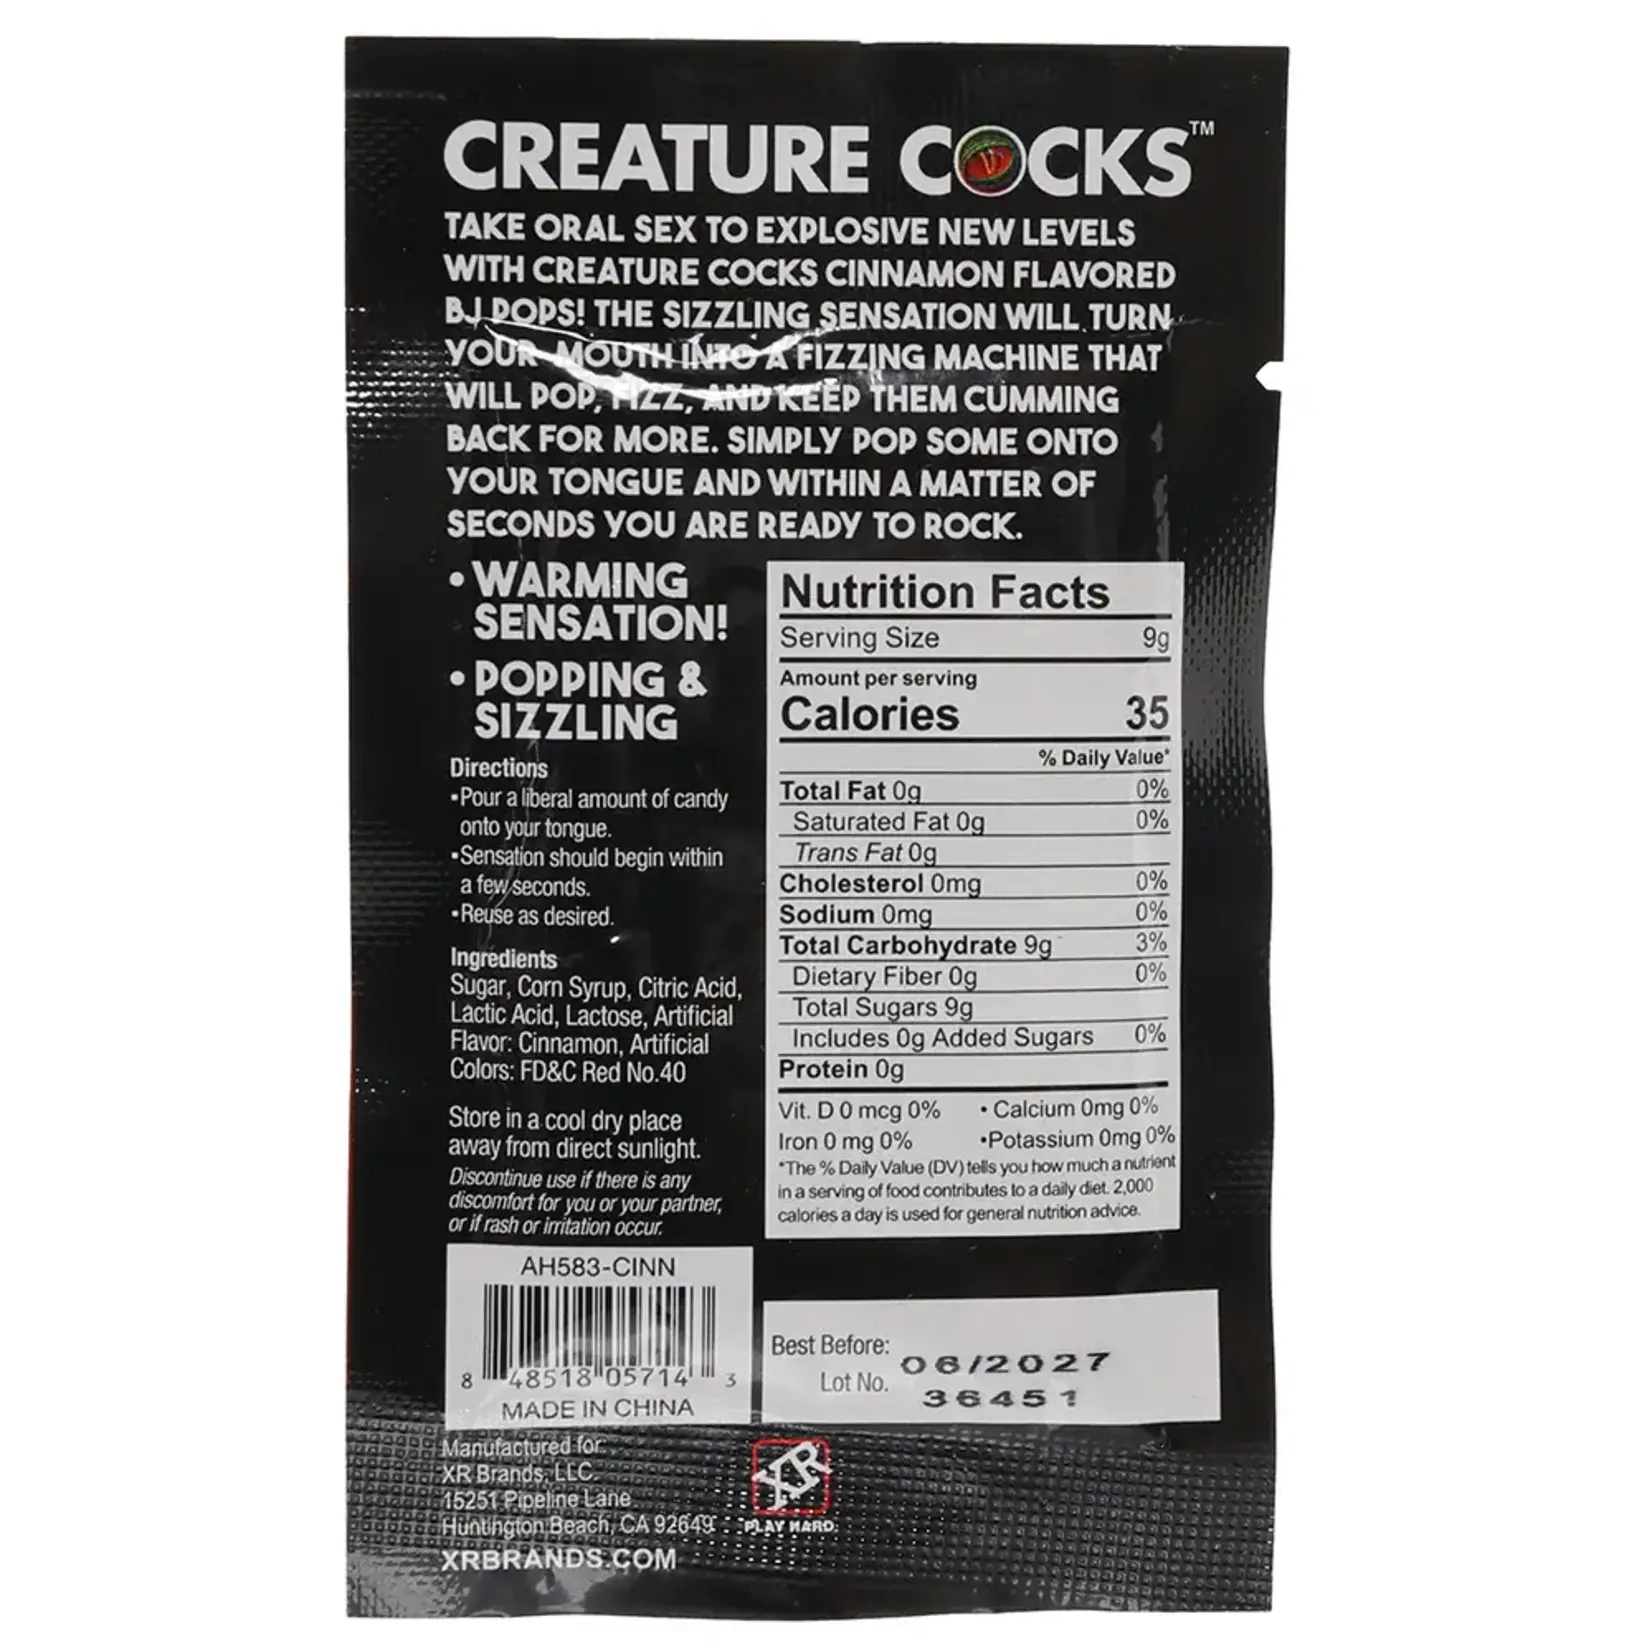 CREATURE COCKS™
TAKE ORAL SEX TO EXPLOSIVE NEW LEVELS
WITH CREATURE COCKS CINNAMON FLAVORED
BJ POPS! THE SIZZLING SENSATION WILL TURN
YOUR MOUTH INTO A FIZZING MACHINE THAT
WILL POP, FIZZ, AND KEEP THEM CUMMING
BACK FOR MORE. SIMPLY POP SOME ONTO
YOUR TONGUE AND WITHIN A MATTER OF
SECONDS YOU ARE READY TO ROCK.
• WARMING
SENSATION!
• POPPING &
SIZZLING
Directions
•Pour a liberal amount of candy
onto your tongue.
•Sensation should begin within
a few seconds.
•Reuse as desired.
Ingredients
Sugar, Corn Syrup, Citric Acid,
Lactic Acid, Lactose, Artificial
Flavor: Cinnamon, Artificial
Colors: FD&C Red No.40
Store in a cool dry place
away from direct sunlight.
Discontinue use if there is any
discomfort for you or your partner,
or if rash or irritation occur.
Nutrition Facts
Serving Size 9g
Amount per serving
Calories 35
% Daily Value*
Total Fat 0g 0%
Saturated Fat 0g 0%
Trans Fat 0g
Cholesterol 0mg 0%
Sodium 0mg 0%
Total Carbohydrate 9g 3%
Dietary Fiber 0g 0%
Total Sugars 9g
Includes 0g Added Sugars 0%
Protein 0g
Vit. D 0 mcg 0% • Calcium 0mg 0%
Iron 0 mg 0% •Potassium 0mg 0%
*The % Daily Value (DV) tells you how much a nutrient
in a serving of food contributes to a daily diet. 2,000
calories a day is used for general nutrition advice.
AH583-CINN
8 48518 05714 3
MADE IN CHINA
Best Before: 06/2027
Lot No. 36451
Manufactured for:
XR Brands, LLC.
15251 Pipeline Lane
Huntington Beach, CA 92649
XRBRANDS.COM
XR
PLAY HARD